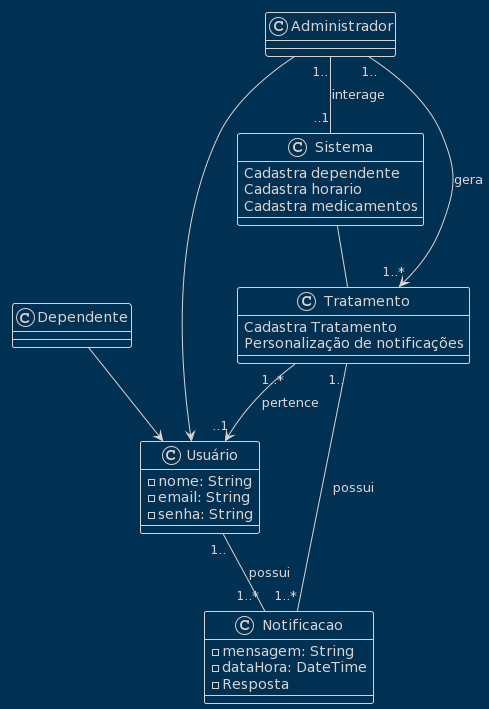 C Administrador
1..
1..
interage
..1
C Sistema
Cadastra dependente
Cadastra horario
Cadastra medicamentos
gera
1..*
C Tratamento
Cadastra Tratamento
Personalização de notificações
C Dependente
1..*
1..
pertence
..1
C Usuário
nome: String
email: String
senha: String
possui
1..
possui
1..*
1..*
C Notificacao
mensagem: String
dataHora: DateTime
Resposta